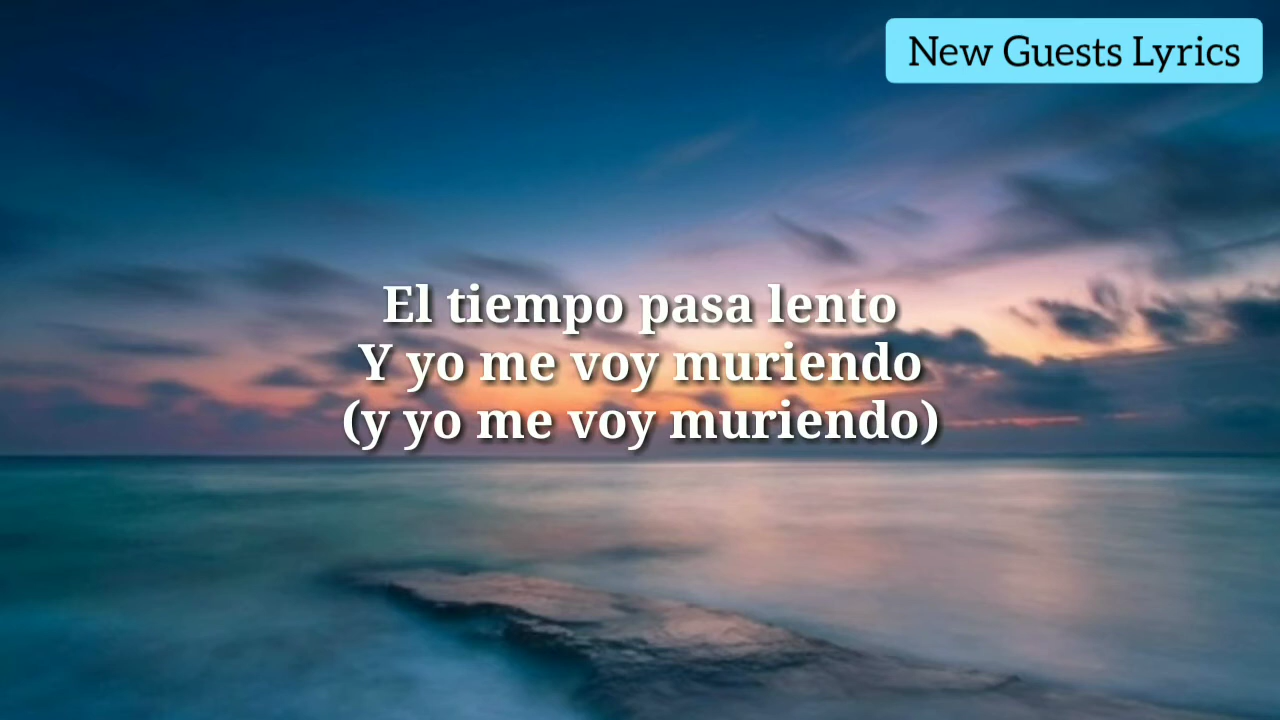 New Guests Lyrics
El tiempo pasa lento
Y yo me voy muriendo
(y yo me voy muriendo)